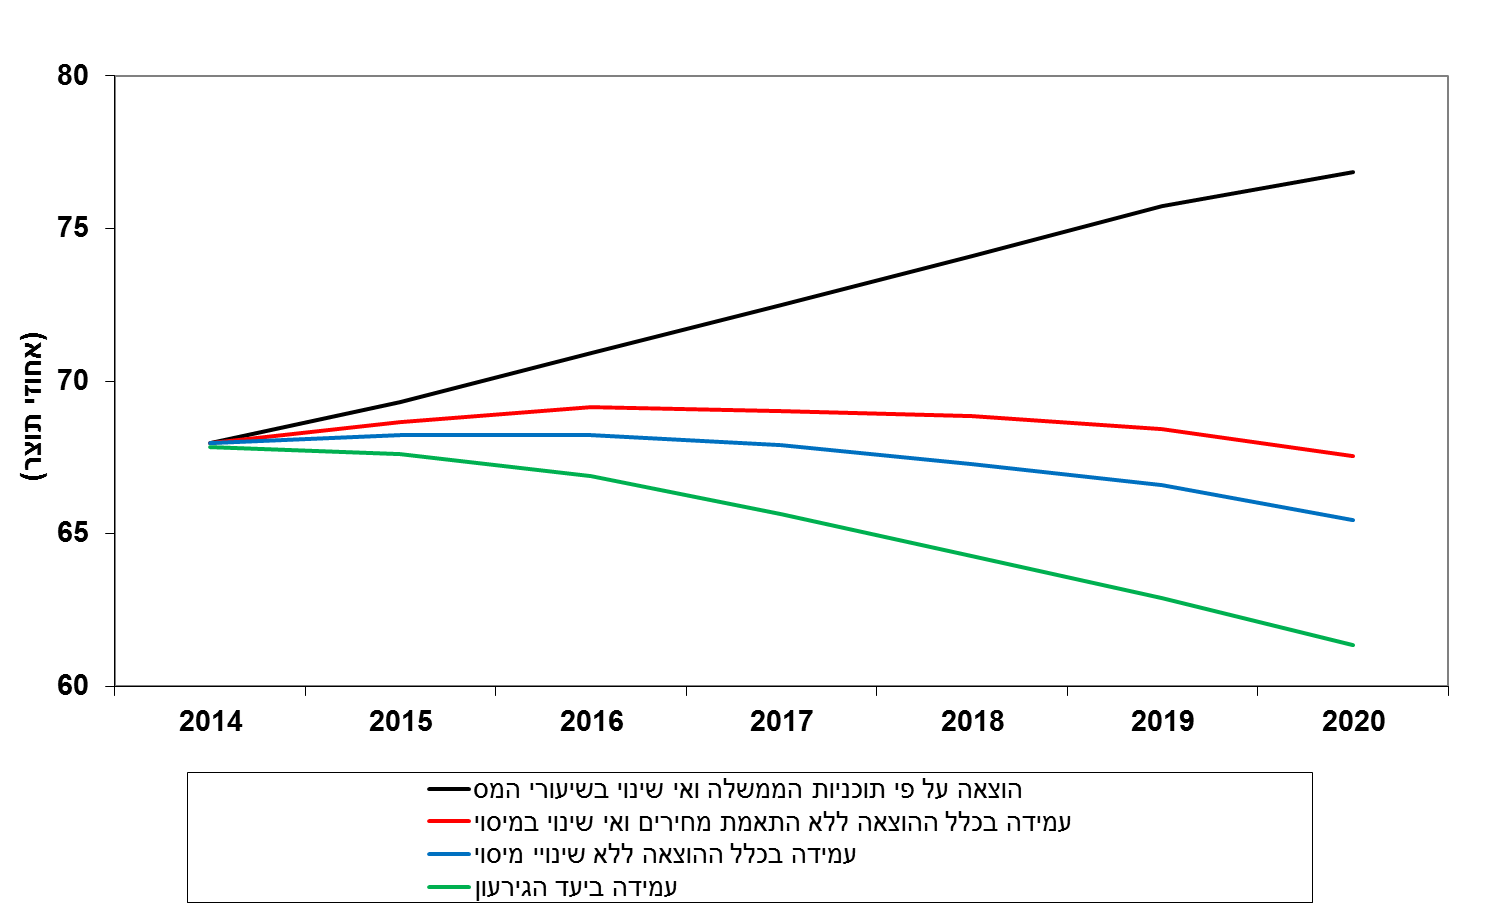 80
75
70
65
60
(אחוזי תוצר)
2014 2015 2016 2017 2018 2019 2020
הוצאה על פי תוכניות הממשלה ואי שינוי בשיעורי המס
עמידה בכלל ההוצאה ללא התאמת מחירים ואי שינוי במיסוי
עמידה בכלל ההוצאה ללא שינויי מיסוי
עמידה ביעד הגירעון